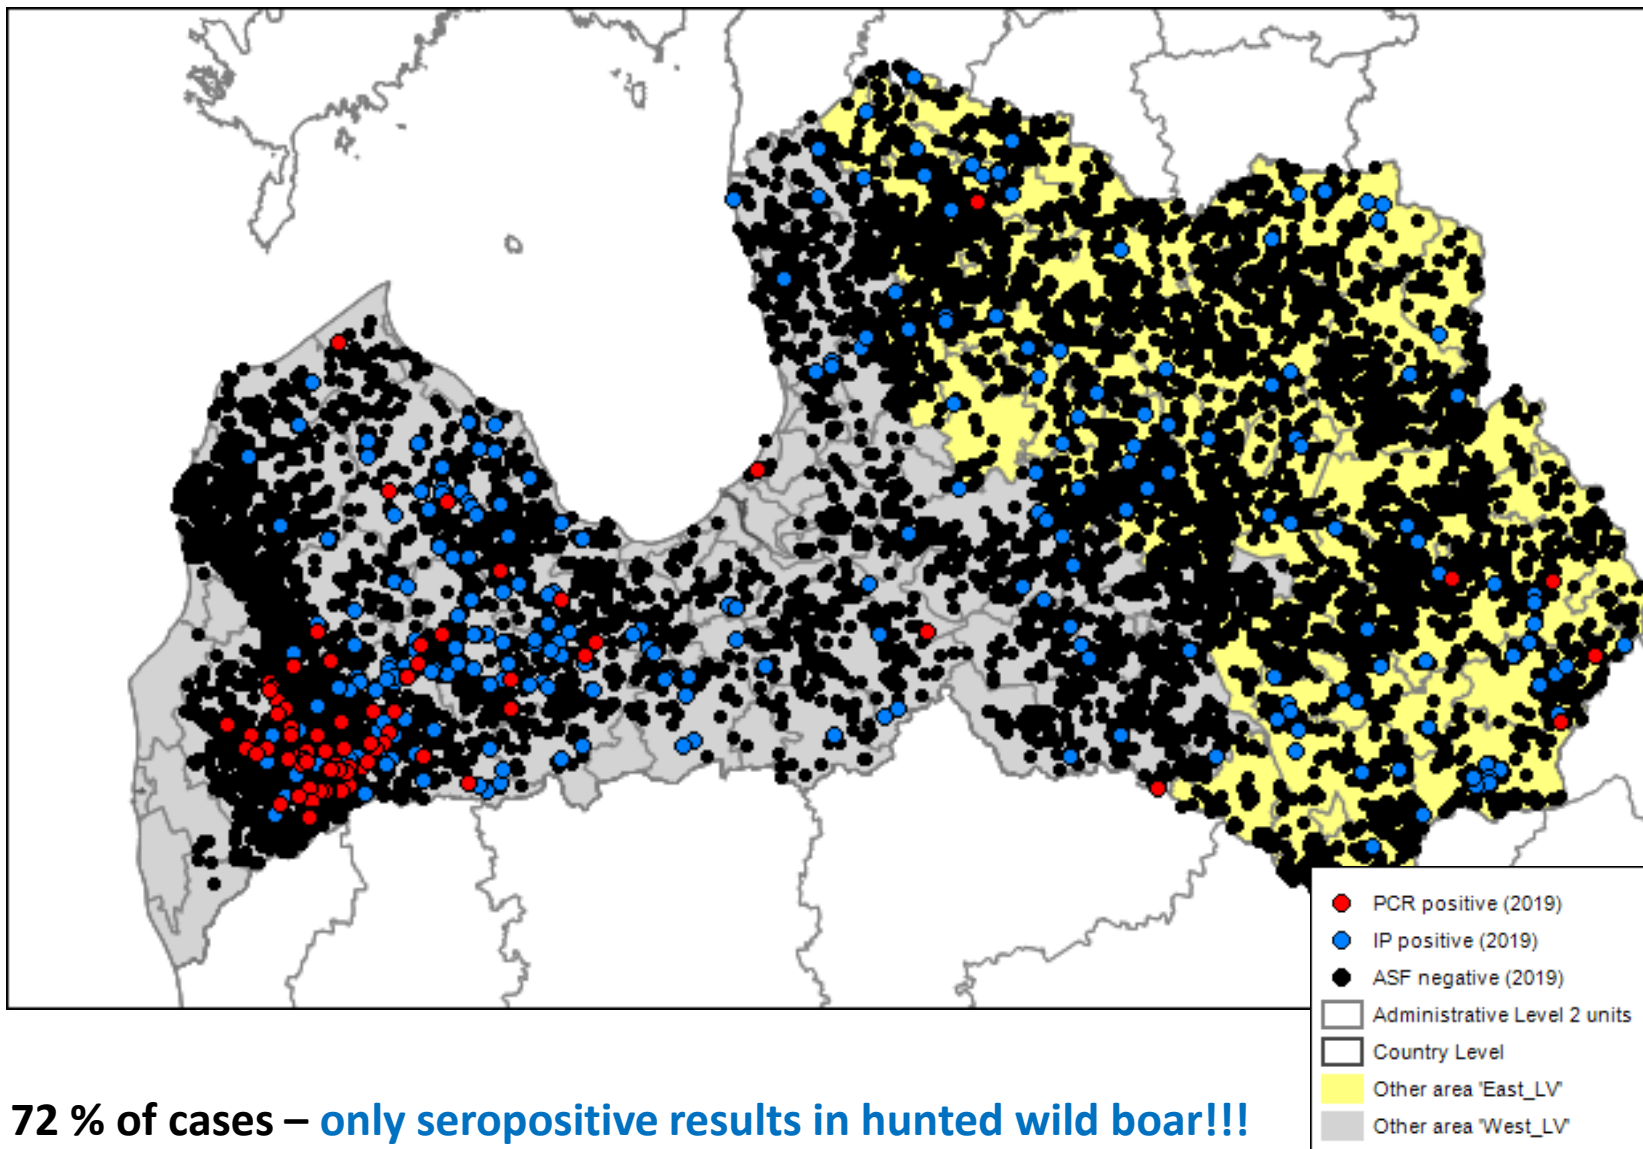 PCR positive (2019)
IP positive (2019)
ASF negative (2019)
Administrative Level 2 units
Country Level
Other area 'East_LV'
Other area 'West_LV'
72 % of cases – only seropositive results in hunted wild boar!!!